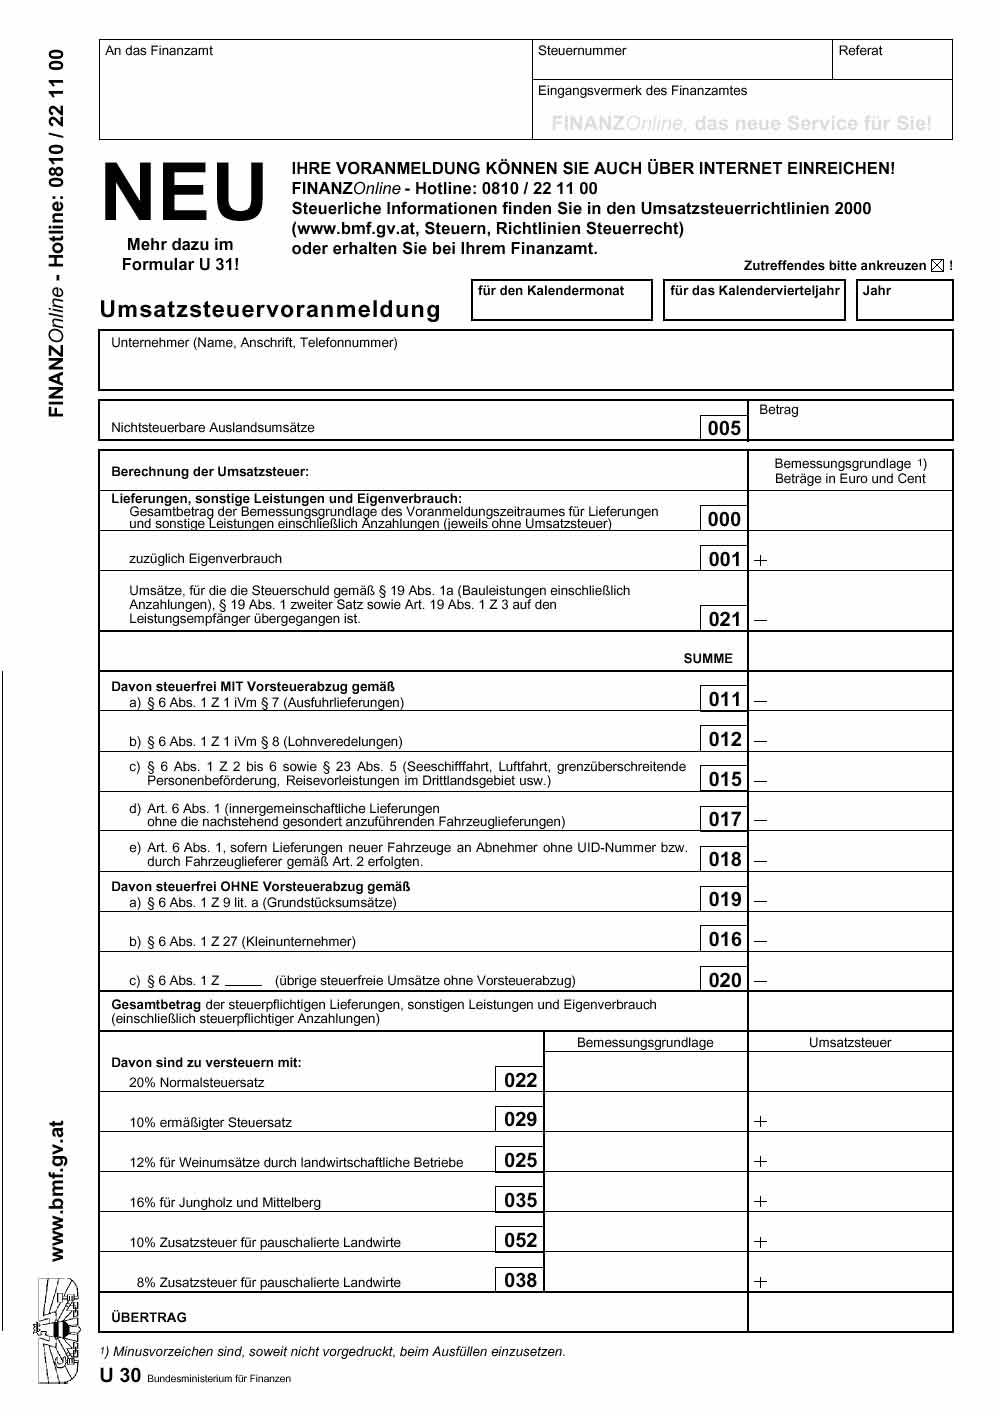 An das Finanzamt
Steuernummer
Referat
Eingangsvermerk des Finanzamtes
FINANZOnline, das neue Service für Sie!
FINANZOnline - Hotline: 0810 / 22 11 00
NEU
Mehr dazu im
Formular U 31!
IHRE VORANMELDUNG KÖNNEN SIE AUCH ÜBER INTERNET EINREICHEN!
FINANZOnline - Hotline: 0810 / 22 11 00
Steuerliche Informationen finden Sie in den Umsatzsteuerrichtlinien 2000
(www.bmf.gv.at, Steuern, Richtlinien Steuerrecht)
oder erhalten Sie bei Ihrem Finanzamt.
Zutreffendes bitte ankreuzen ☒ !
Umsatzsteuervoranmeldung
für den Kalendermonat
für das Kalendervierteljahr
Jahr
Unternehmer (Name, Anschrift, Telefonnummer)
Betrag
Nichtsteuerbare Auslandsumsätze 005
Berechnung der Umsatzsteuer:
Bemessungsgrundlage 1)
Beträge in Euro und Cent
Lieferungen, sonstige Leistungen und Eigenverbrauch:
Gesamtbetrag der Bemessungsgrundlage des Voranmeldungszeitraumes für Lieferungen
und sonstige Leistungen einschließlich Anzahlungen (jeweils ohne Umsatzsteuer) 000
zuzüglich Eigenverbrauch 001 +
Umsätze, für die die Steuerschuld gemäß § 19 Abs. 1a (Bauleistungen einschließlich
Anzahlungen), § 19 Abs. 1 zweiter Satz sowie Art. 19 Abs. 1 Z 3 auf den
Leistungsempfänger übergegangen ist. 021 –
SUMME
Davon steuerfrei MIT Vorsteuerabzug gemäß
a) § 6 Abs. 1 Z 1 iVm § 7 (Ausfuhrlieferungen) 011 –
b) § 6 Abs. 1 Z 1 iVm § 8 (Lohnveredelungen) 012 –
c) § 6 Abs. 1 Z 2 bis 6 sowie § 23 Abs. 5 (Seeschifffahrt, Luftfahrt, grenzüberschreitende
Personenbeförderung, Reisevorleistungen im Drittlandsgebiet usw.) 015 –
d) Art. 6 Abs. 1 (innergemeinschaftliche Lieferungen
ohne die nachstehend gesondert anzuführenden Fahrzeuglieferungen) 017 –
e) Art. 6 Abs. 1, sofern Lieferungen neuer Fahrzeuge an Abnehmer ohne UID-Nummer bzw.
durch Fahrzeuglieferer gemäß Art. 2 erfolgten. 018 –
Davon steuerfrei OHNE Vorsteuerabzug gemäß
a) § 6 Abs. 1 Z 9 lit. a (Grundstücksumsätze) 019 –
b) § 6 Abs. 1 Z 27 (Kleinunternehmer) 016 –
c) § 6 Abs. 1 Z _____ (übrige steuerfreie Umsätze ohne Vorsteuerabzug) 020 –
Gesamtbetrag der steuerpflichtigen Lieferungen, sonstigen Leistungen und Eigenverbrauch
(einschließlich steuerpflichtiger Anzahlungen)
Bemessungsgrundlage
Umsatzsteuer
Davon sind zu versteuern mit:
20% Normalsteuersatz 022
10% ermäßigter Steuersatz 029 +
12% für Weinumsätze durch landwirtschaftliche Betriebe 025 +
16% für Jungholz und Mittelberg 035 +
10% Zusatzsteuer für pauschalierte Landwirte 052 +
8% Zusatzsteuer für pauschalierte Landwirte 038 +
ÜBERTRAG
www.bmf.gv.at
1) Minusvorzeichen sind, soweit nicht vorgedruckt, beim Ausfüllen einzusetzen.
U 30 Bundesministerium für Finanzen